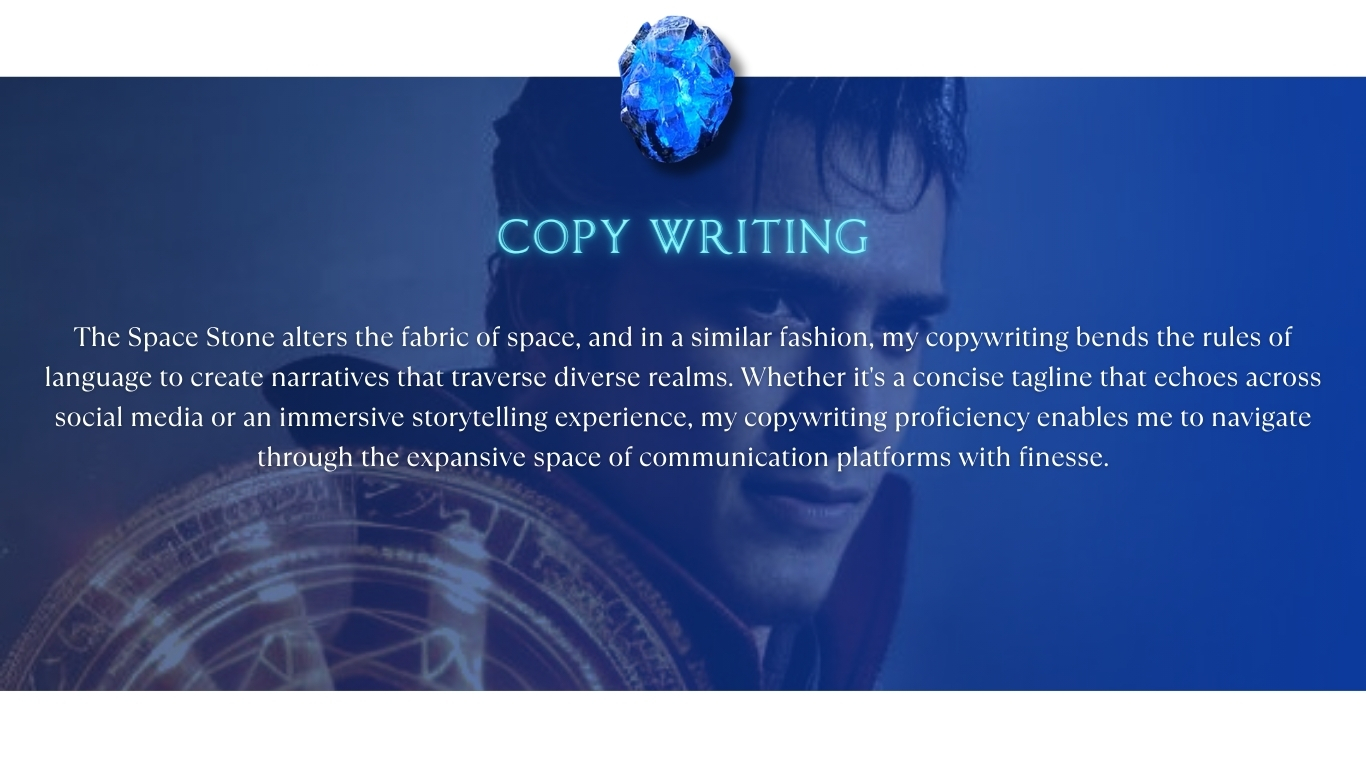 COPY WRITING
The Space Stone alters the fabric of space, and in a similar fashion, my copywriting bends the rules of
language to create narratives that traverse diverse realms. Whether it's a concise tagline that echoes across
social media or an immersive storytelling experience, my copywriting proficiency enables me to navigate
through the expansive space of communication platforms with finesse.